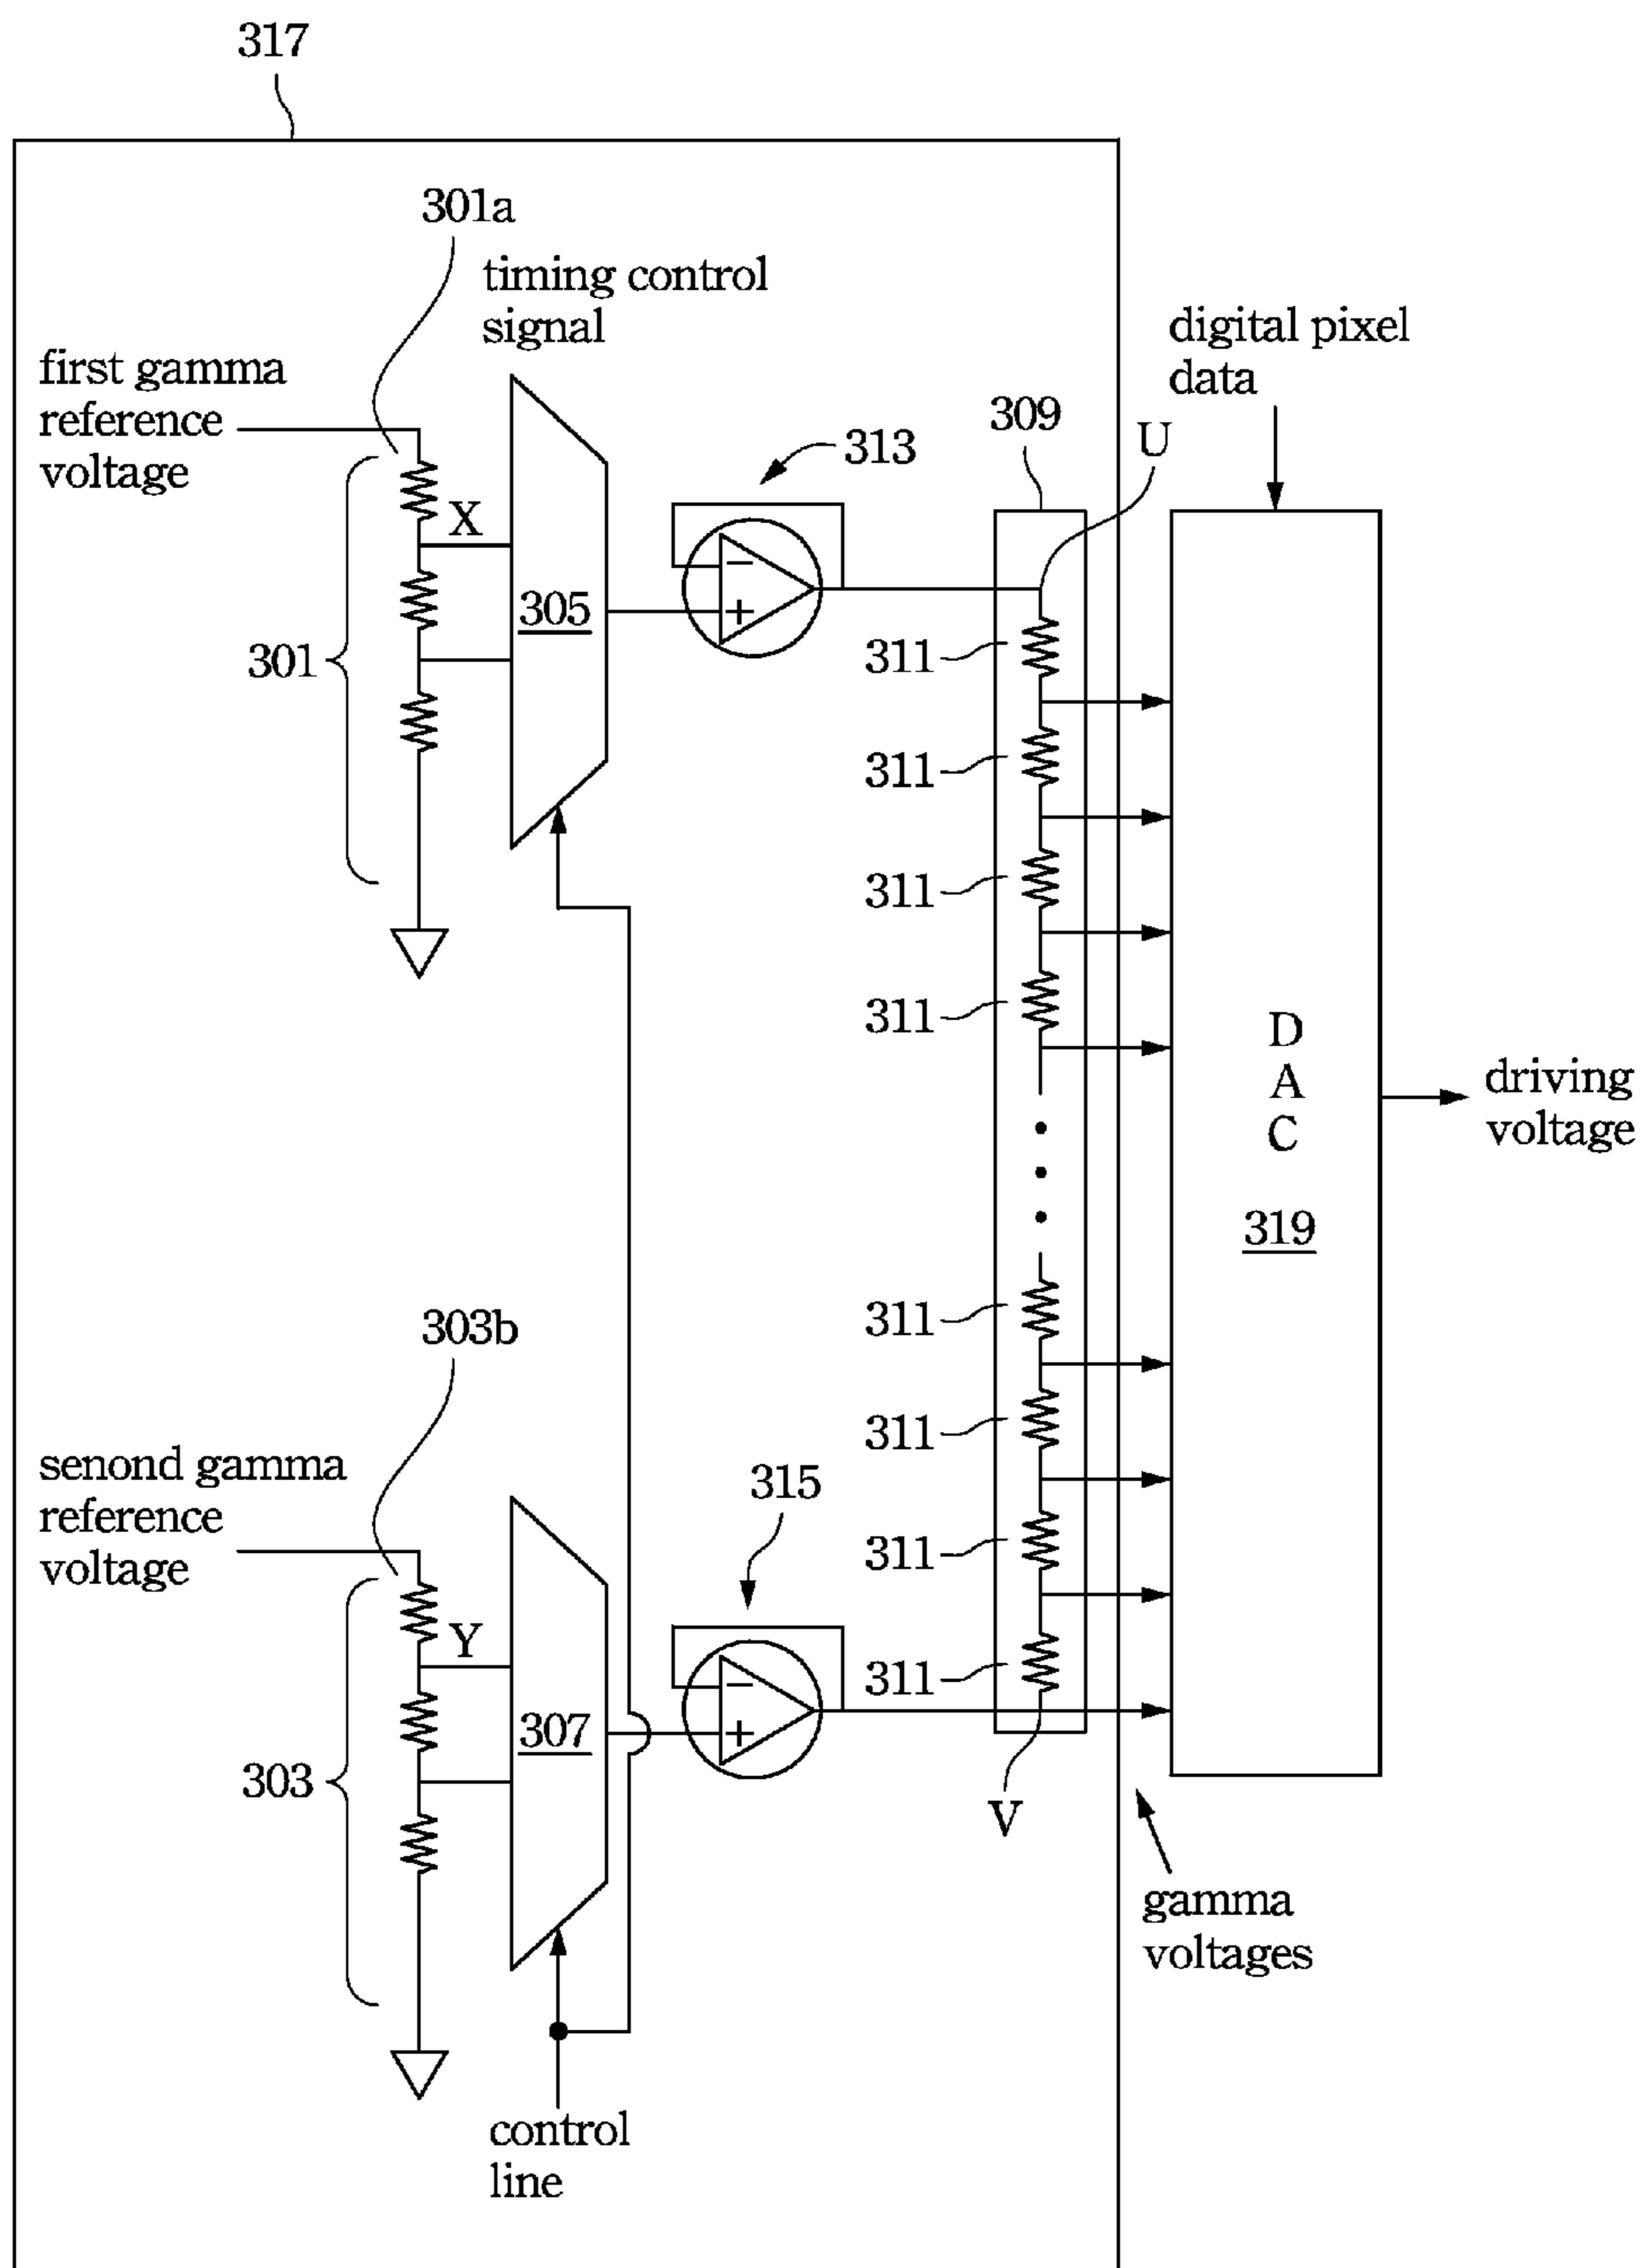 317
301a
timing control
signal
first gamma
reference
voltage
digital pixel
data
309
U
313
X
−
+
305
301
311
311
311
311
D
A
C
319
driving
voltage
303b
311
311
311
311
senond gamma
reference
voltage
315
Y
−
+
307
303
V
gamma
voltages
control
line